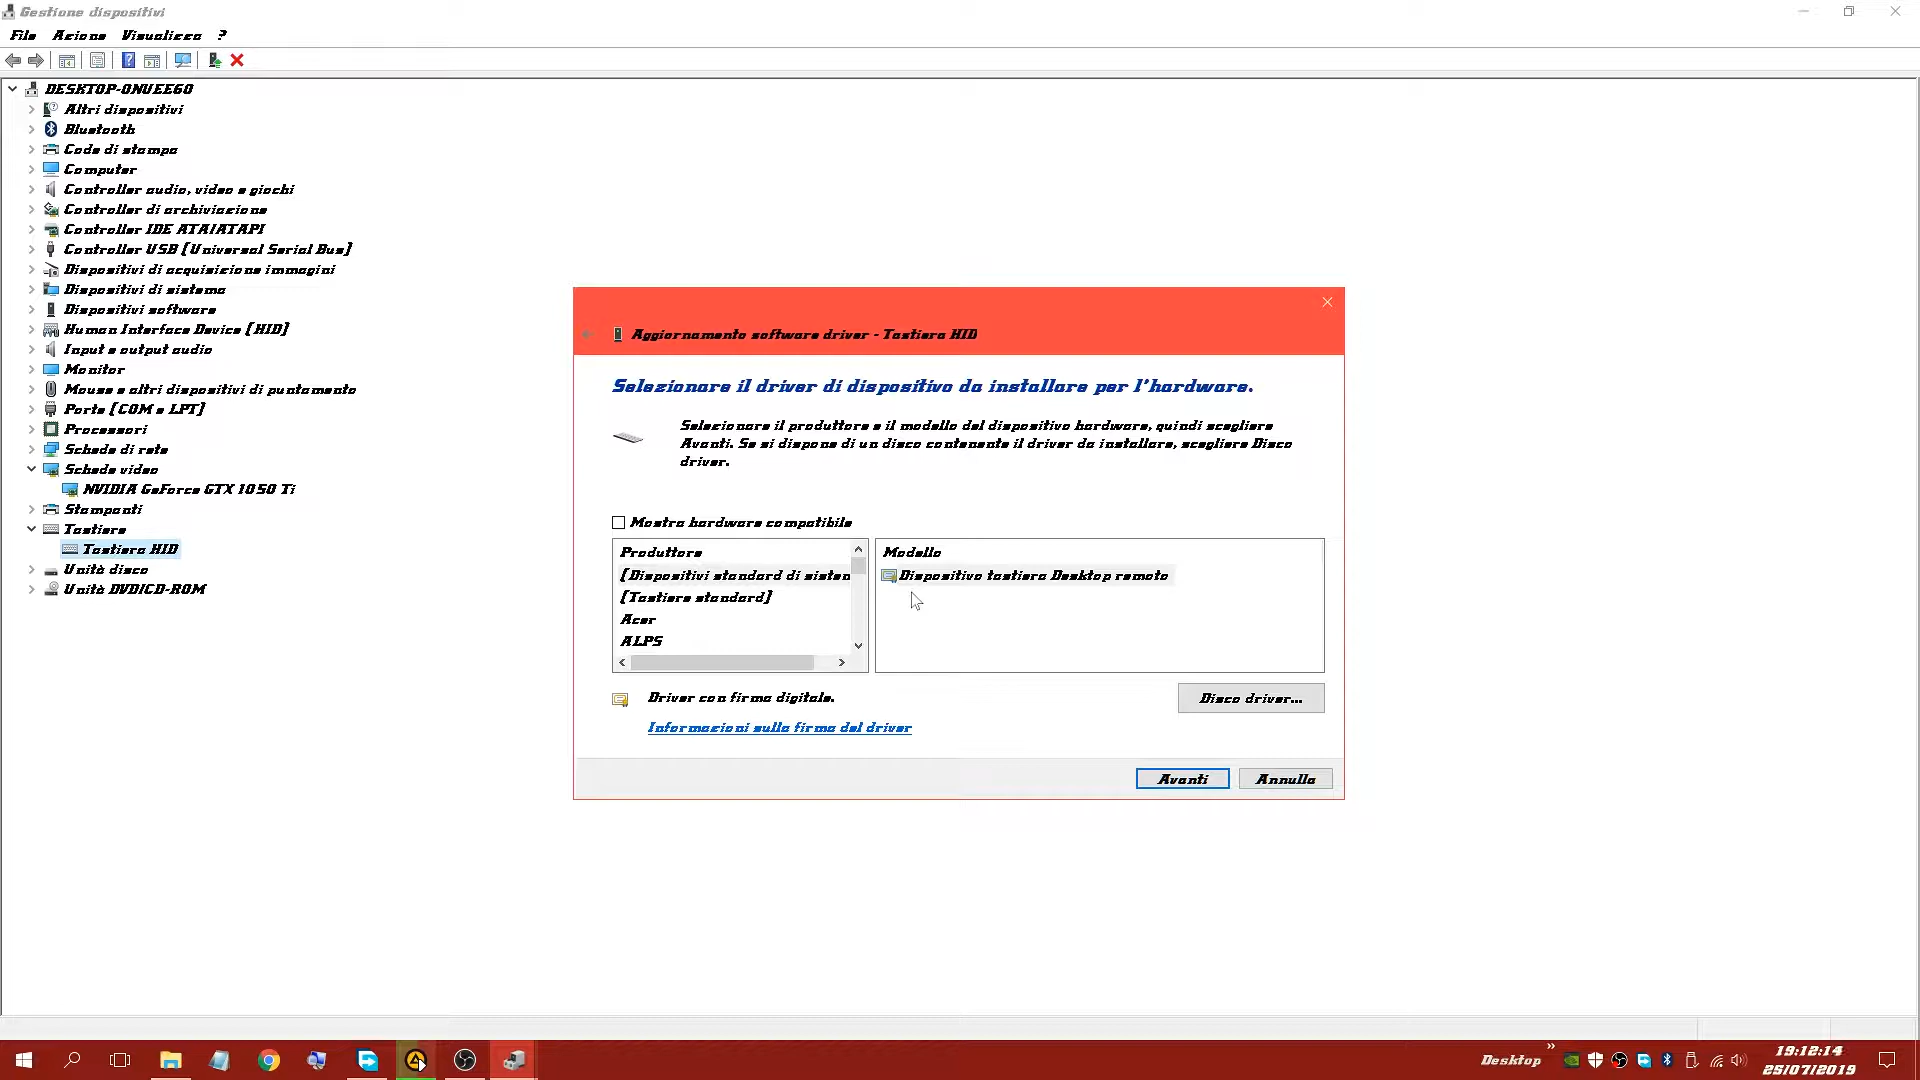 Gestione dispositivi
File Azione Visualizza ?
DESKTOP-0NUEE60
Altri dispositivi
Bluetooth
Code di stampa
Computer
Controller audio, video e giochi
Controller di archiviazione
Controller IDE ATA/ATAPI
Controller USB (Universal Serial Bus)
Dispositivi di acquisizione immagini
Dispositivi di sistema
Dispositivi software
Human Interface Device (HID)
Input e output audio
Monitor
Mouse e altri dispositivi di puntamento
Porte (COM e LPT)
Processori
Schede di rete
Schede video
NVIDIA GeForce GTX 1050 Ti
Stampanti
Tastiere
Tastiera HID
Unità disco
Unità DVD/CD-ROM
Aggiornamento software driver - Tastiera HID
Selezionare il driver di dispositivo da installare per l'hardware.
Selezionare il produttore e il modello del dispositivo hardware, quindi scegliere
Avanti. Se si dispone di un disco contenente il driver da installare, scegliere Disco
driver.
Mostra hardware compatibile
Produttore
(Dispositivi standard di sistem
(Tastiere standard)
Acer
ALPS
Modello
Dispositivo tastiera Desktop remoto
Driver con firma digitale.
Disco driver...
Informazioni sulla firma del driver
Avanti
Annulla
Desktop
19:12:14
25/07/2019